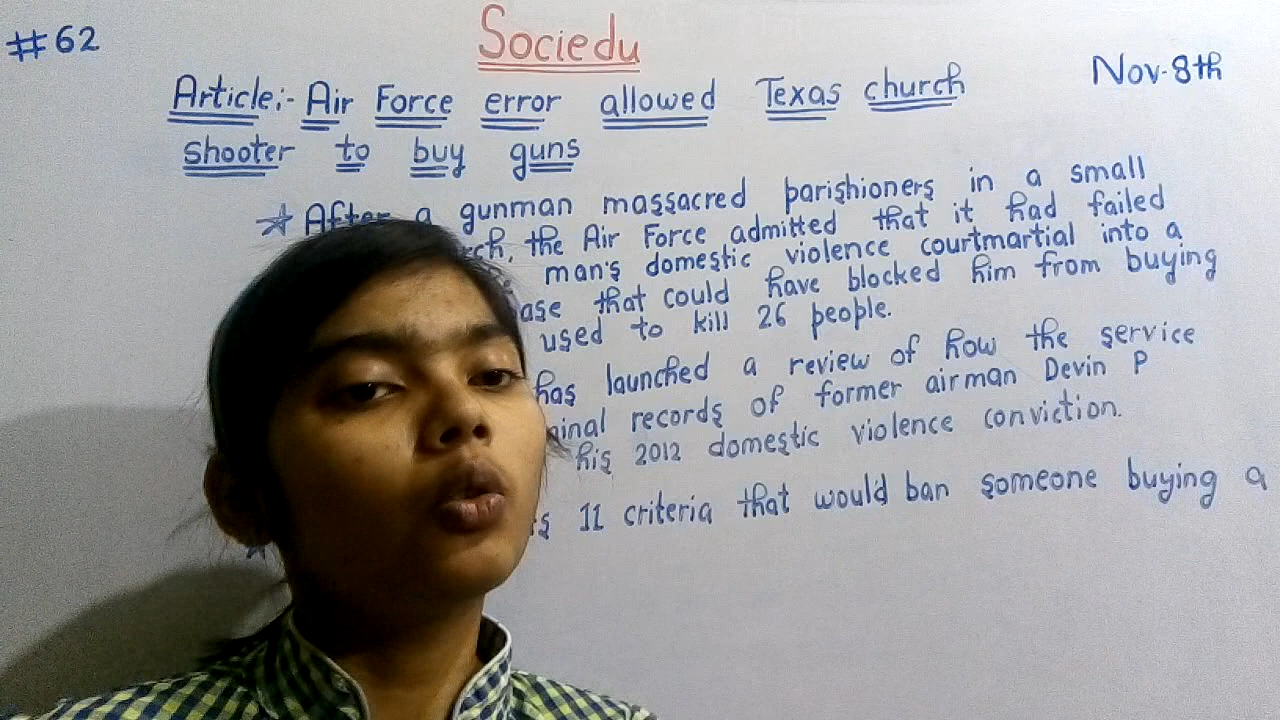 #62
Sociedu
Nov. 8th
Article:- Air Force error allowed Texas church
shooter to buy guns
After a gunman massacred parishioners in a small
the Air Force admitted that it had failed
man's domestic violence courtmartial into a
that could have blocked him from buying
used to kill 26 people.
has launched a review of how the service
records of former airman Devin P
his 2012 domestic violence conviction.
11 criteria that would ban someone buying a